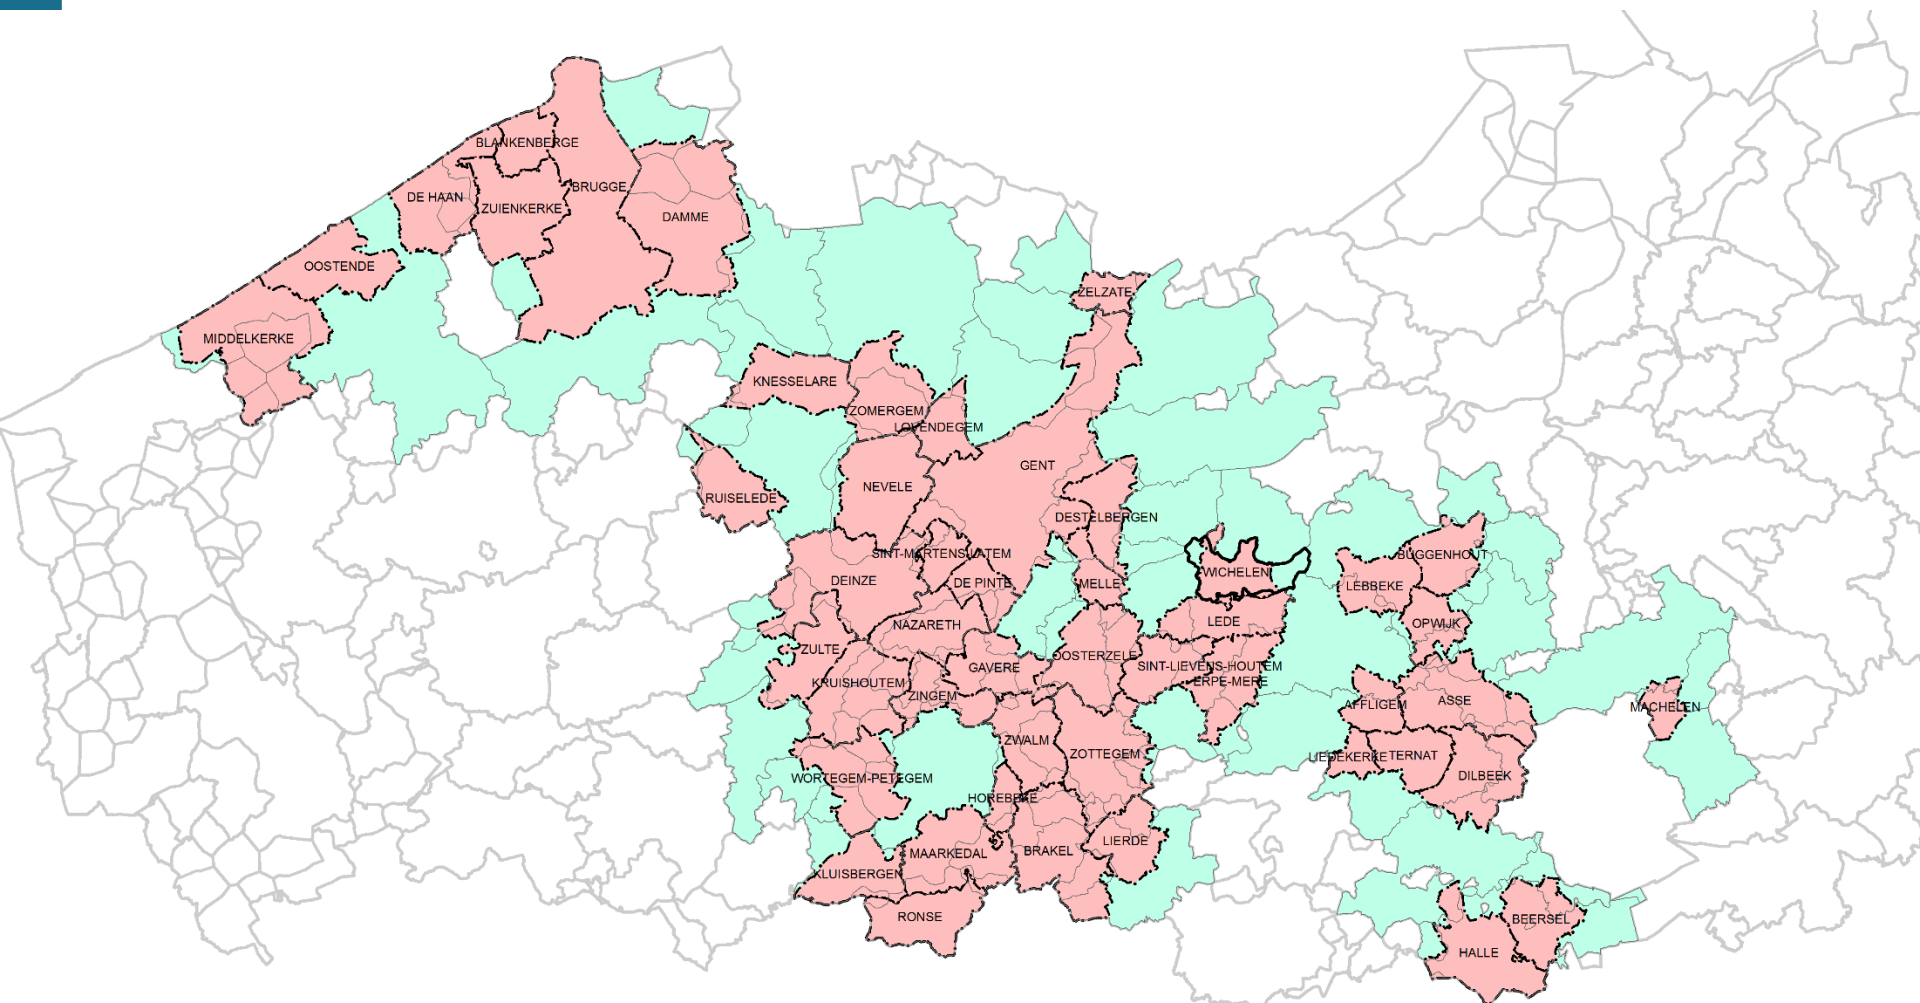 BLANKENBERGE
BRUGGE
DE HAAN
ZUIENKERKE
DAMME
OOSTENDE
ZELZATE
MIDDELKERKE
KNESSELARE
ZOMERGEM
LOVENDEGEM
GENT
NEVELE
RUISELEDE
DESTELBERGEN
SINT-MARTENS-LATEM
BUGGENHOUT
WICHELEN
DEINZE
DE PINTE
MELLE
LEBBEKE
LEDE
OPWIJK
NAZARETH
ZULTE
OOSTERZELE
GAVERE
SINT-LIEVENS-HOUTEM
KRUISHOUTEM
ERPE-MERE
ZINGEM
ASSE
AFFLIGEM
MACHELEN
ZWALM
ZOTTEGEM
LIEDEKERKE
TERNAT
WORTEGEM-PETEGEM
DILBEEK
HOREBEKE
LIERDE
MAARKEDAL
BRAKEL
KLUISBERGEN
RONSE
BEERSEL
HALLE